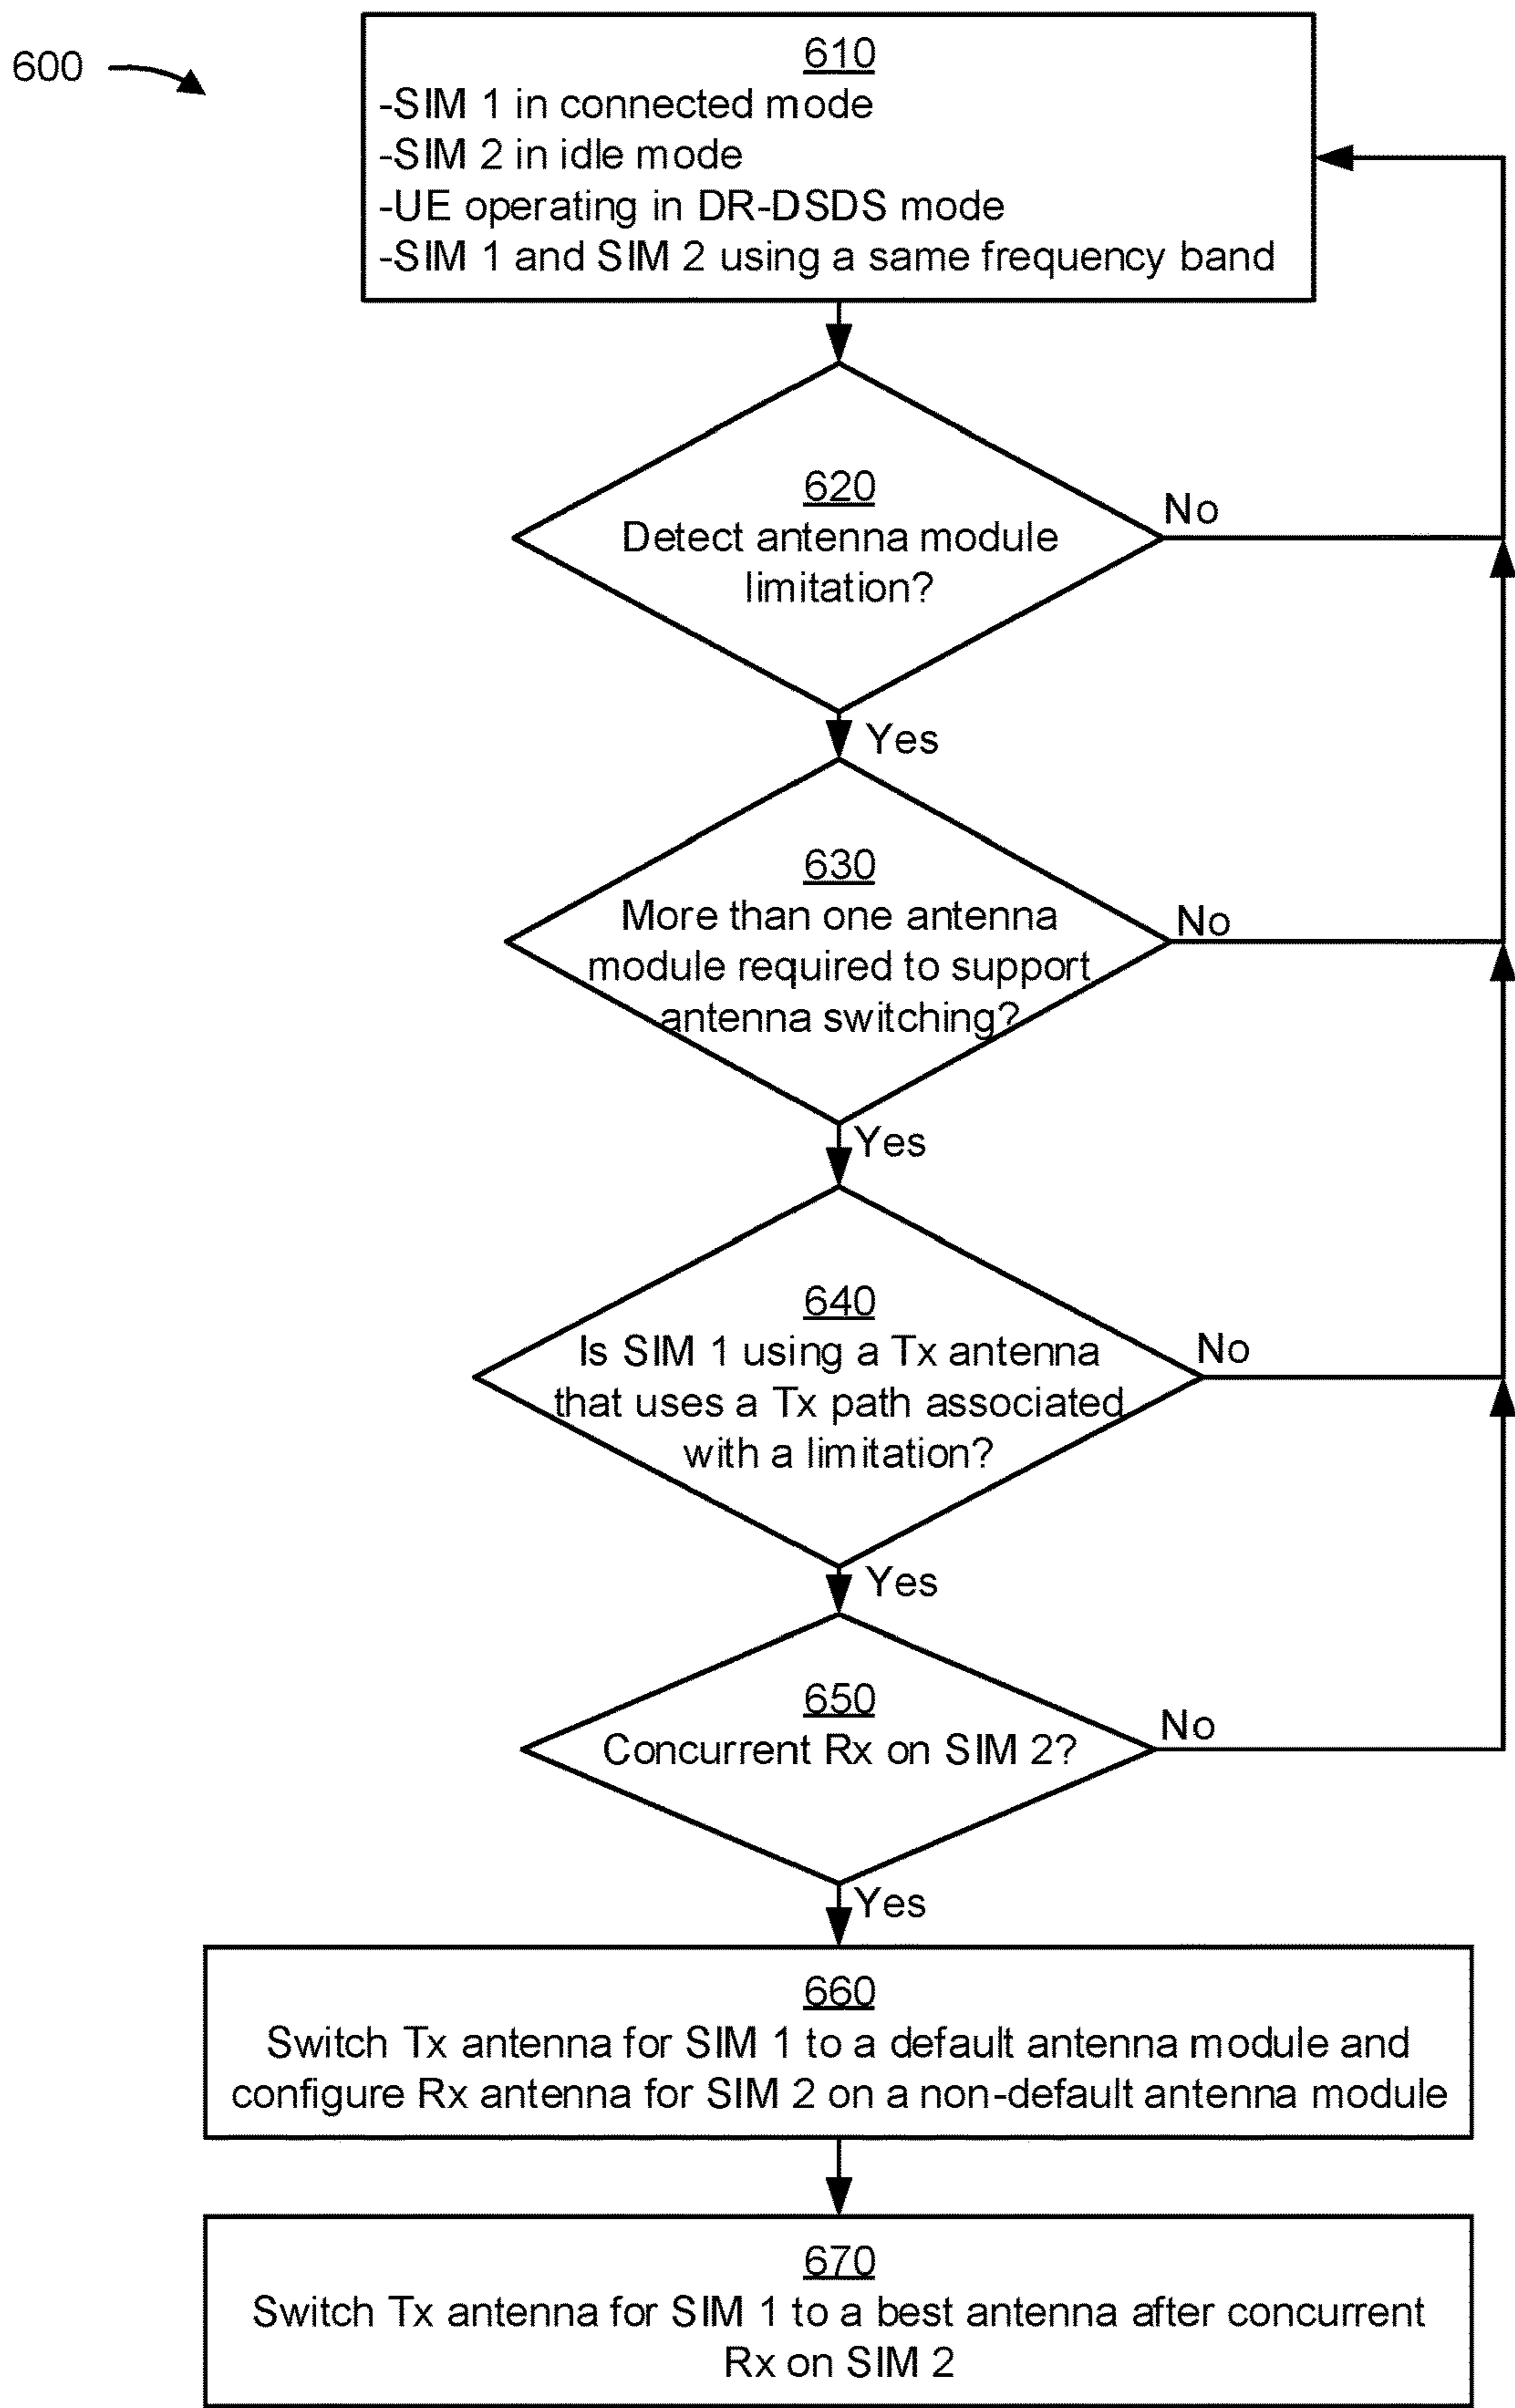 600
610
-SIM 1 in connected mode
-SIM 2 in idle mode
-UE operating in DR-DSDS mode
-SIM 1 and SIM 2 using a same frequency band
620
Detect antenna module
limitation?
No
Yes
630
More than one antenna
module required to support
antenna switching?
No
Yes
640
Is SIM 1 using a Tx antenna
that uses a Tx path associated
with a limitation?
No
Yes
650
Concurrent Rx on SIM 2?
No
Yes
660
Switch Tx antenna for SIM 1 to a default antenna module and
configure Rx antenna for SIM 2 on a non-default antenna module
670
Switch Tx antenna for SIM 1 to a best antenna after concurrent
Rx on SIM 2